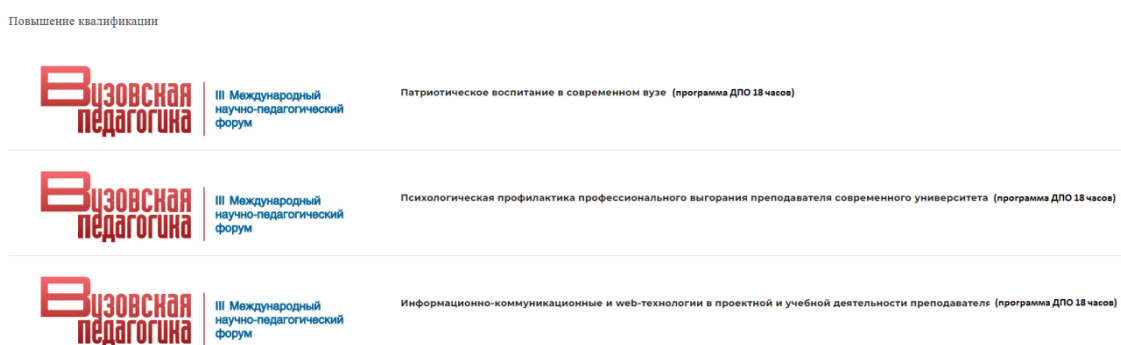 Повышение квалификации
Вузовская
педагогика
III Международный
научно-педагогический
форум
Патриотическое воспитание в современном вузе (программа ДПО 18 часов)
Вузовская
педагогика
III Международный
научно-педагогический
форум
Психологическая профилактика профессионального выгорания преподавателя современного университета (программа ДПО 18 часов)
Вузовская
педагогика
III Международный
научно-педагогический
форум
Информационно-коммуникационные и web-технологии в проектной и учебной деятельности преподавателя (программа ДПО 18 часов)